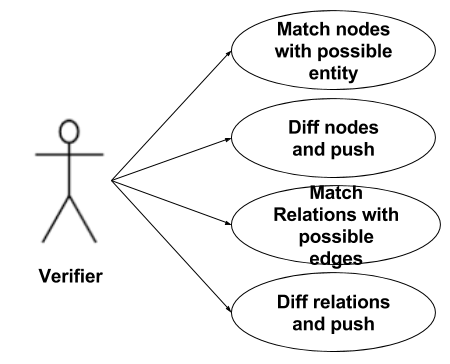 Match nodes
with possible
entity
Diff nodes
and push
Match
Relations with
possible
edges
Verifier
Diff relations
and push